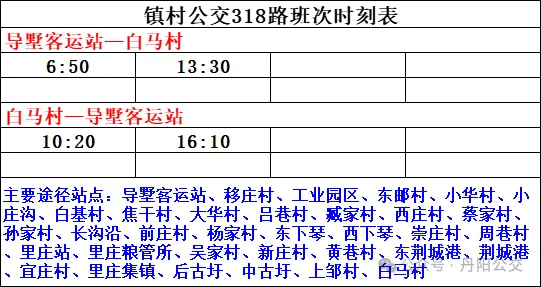 镇村公交318路班次时刻表
导墅客运站—白马村
6:50 13:30
白马村—导墅客运站
10:20 16:10
主要途径站点：导墅客运站、移庄村、工业园区、东邮村、小华村、小
庄沟、白基村、焦干村、大华村、吕巷村、臧家村、西庄村、蔡家村、
孙家村、长沟沿、前庄村、杨家村、东下琴、西下琴、崇庄村、周巷村
、里庄站、里庄粮管所、吴家村、新庄村、黄巷村、东荆城港、荆城港
、宜庄村、里庄集镇、后古圩、中古圩、上邹村、白马村
公众号 · 丹阳公交